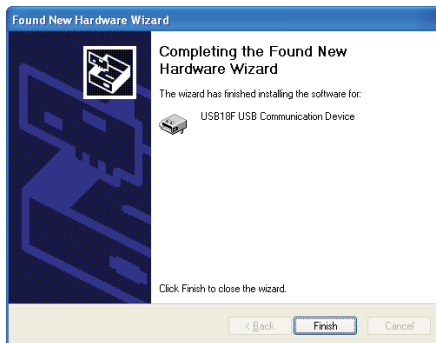 Found New Hardware Wizard
Completing the Found New
Hardware Wizard
The wizard has finished installing the software for:
USB18F USB Communication Device
Click Finish to close the wizard.
< Back
Finish
Cancel